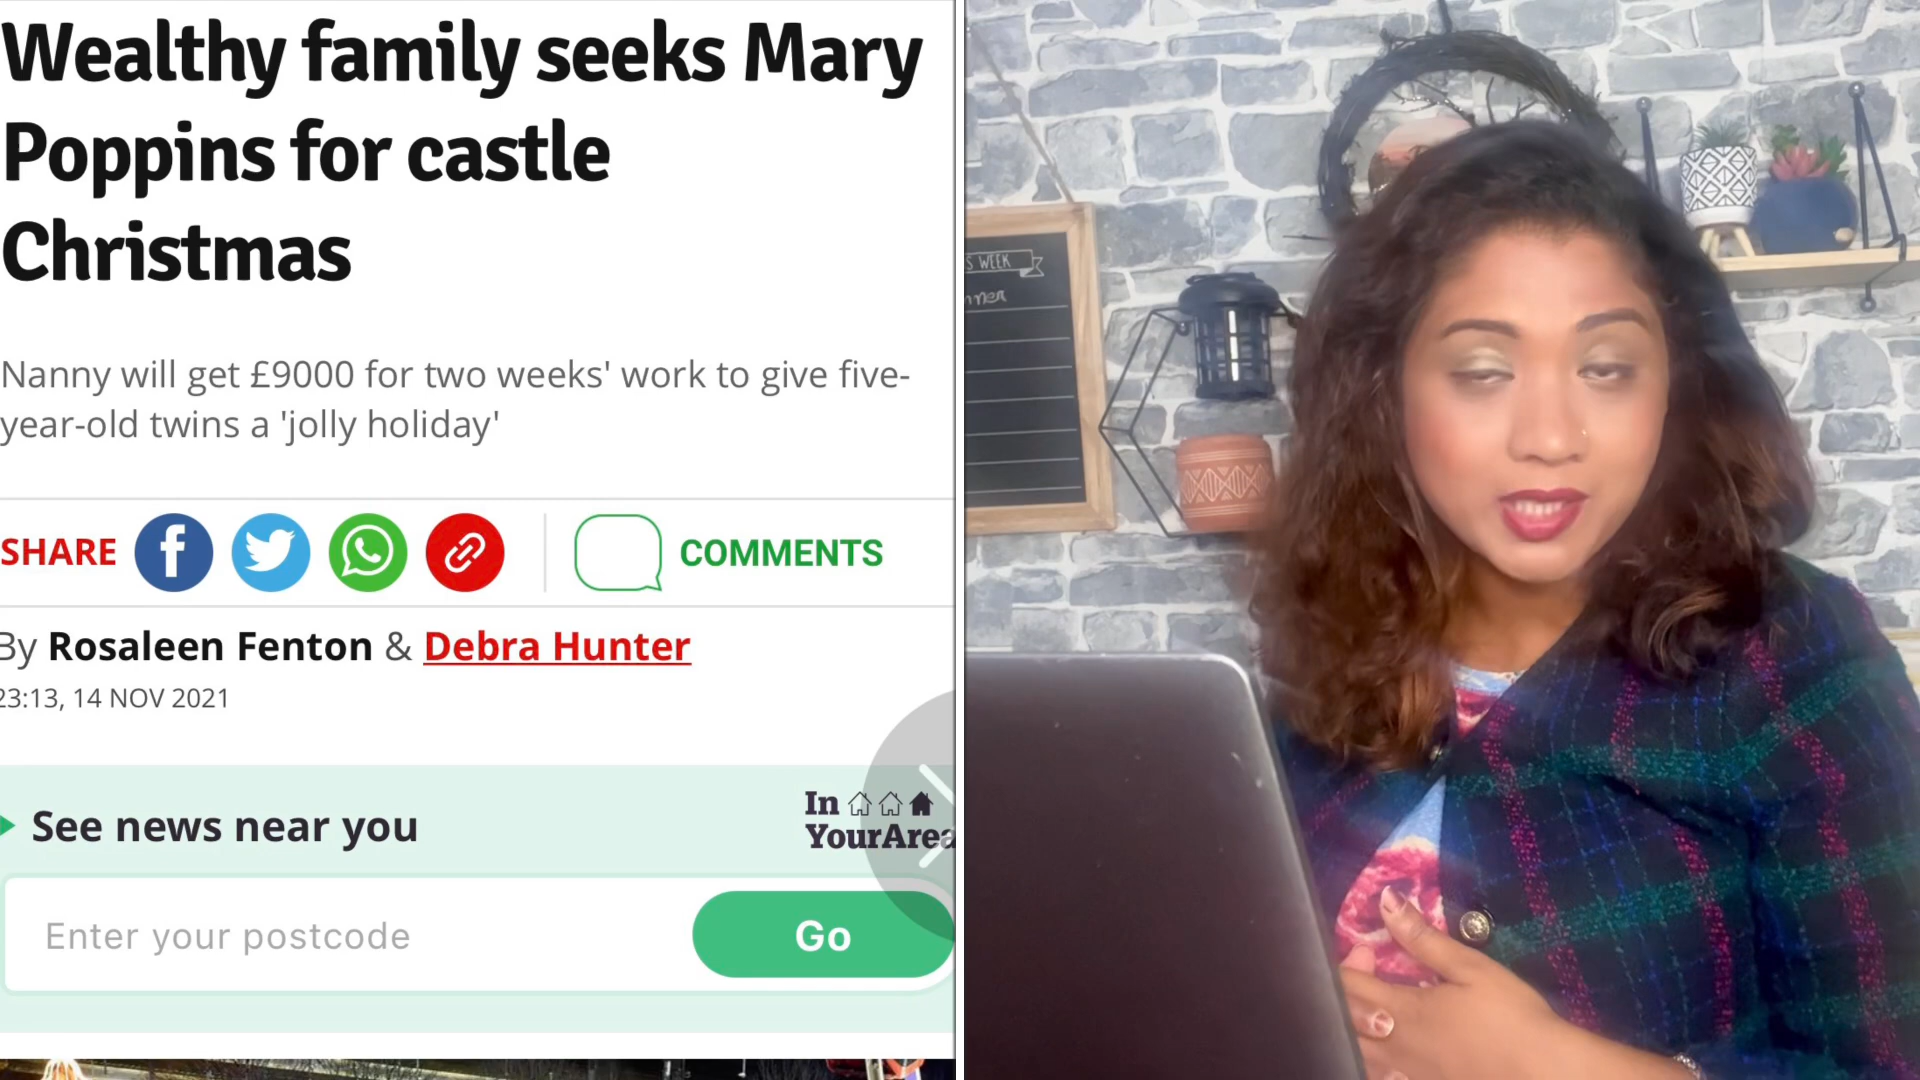 Wealthy family seeks Mary
Poppins for castle
Christmas
Nanny will get £9000 for two weeks' work to give five-
year-old twins a 'jolly holiday'
SHARE
COMMENTS
By Rosaleen Fenton & Debra Hunter
23:13, 14 NOV 2021
See news near you
In
YourArea
Enter your postcode
Go
S WEEK
nner